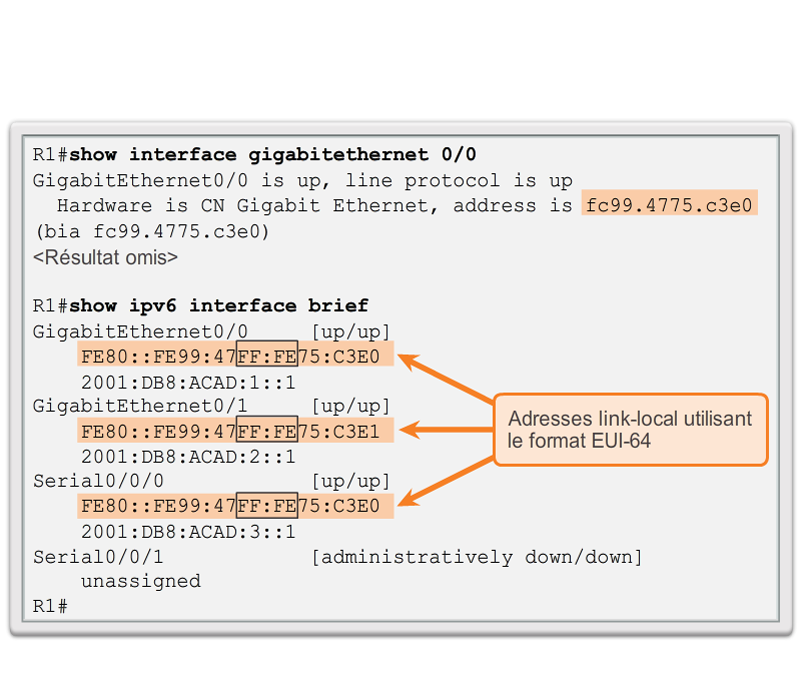 R1#show interface gigabitethernet 0/0
GigabitEthernet0/0 is up, line protocol is up
Hardware is CN Gigabit Ethernet, address is fc99.4775.c3e0
(bia fc99.4775.c3e0)
<Résultat omis>
R1#show ipv6 interface brief
GigabitEthernet0/0 [up/up]
FE80::FE99:47FF:FE75:C3E0
2001:DB8:ACAD:1::1
GigabitEthernet0/1 [up/up]
FE80::FE99:47FF:FE75:C3E1
2001:DB8:ACAD:2::1
Serial0/0/0 [up/up]
FE80::FE99:47FF:FE75:C3E0
2001:DB8:ACAD:3::1
Serial0/0/1 [administratively down/down]
unassigned
R1#
Adresses link-local utilisant
le format EUI-64